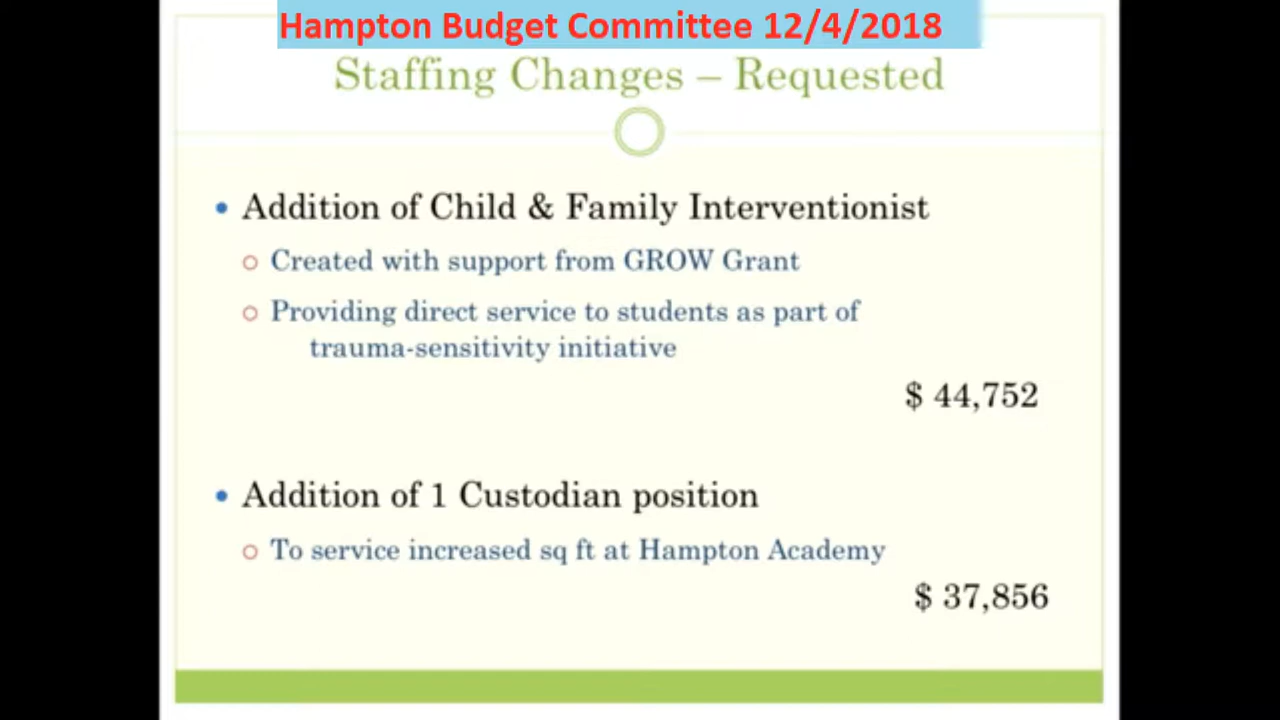 Hampton Budget Committee 12/4/2018
Staffing Changes – Requested
• Addition of Child & Family Interventionist
Created with support from GROW Grant
Providing direct service to students as part of
trauma-sensitivity initiative
$ 44,752
• Addition of 1 Custodian position
To service increased sq ft at Hampton Academy
$ 37,856